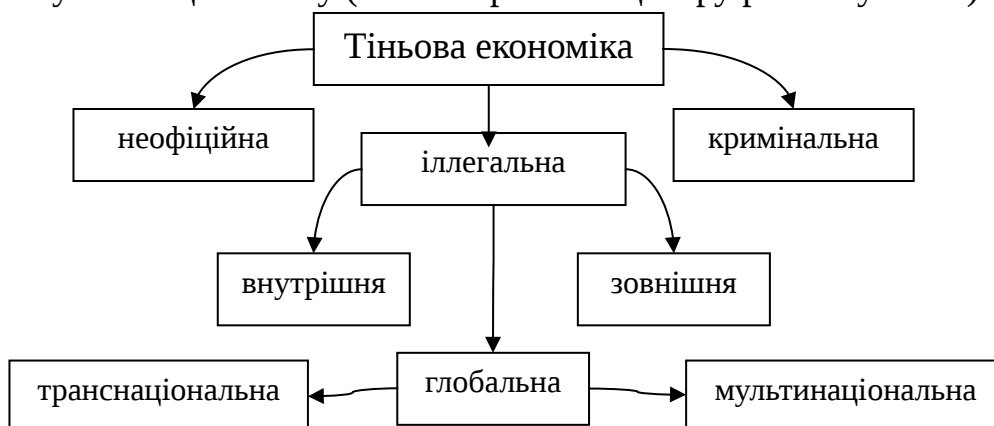 Тіньова економіка
неофіційна
кримінальна
іллегальна
внутрішня
зовнішня
глобальна
транснаціональна
мультинаціональна